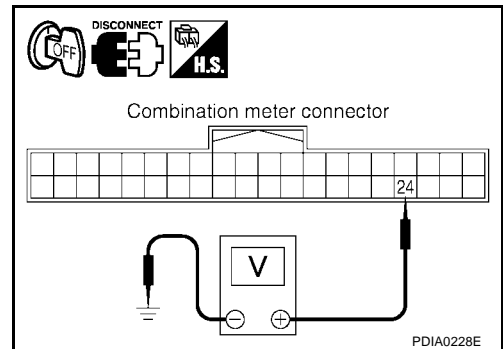 DISCONNECT
OFF
H.S.
Combination meter connector
24
V
PDIA0228E